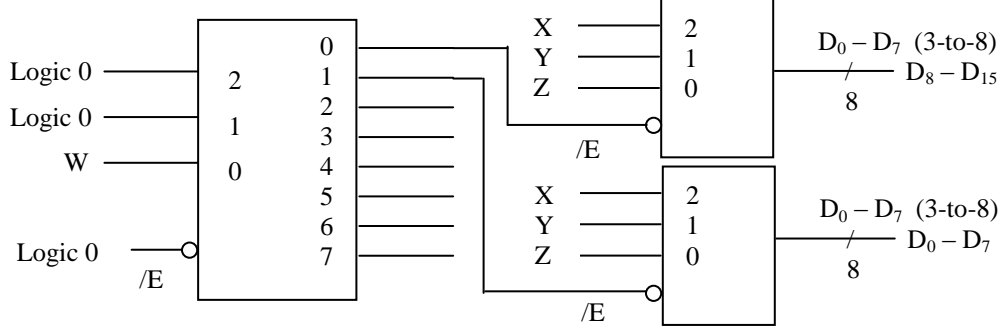 Logic 0
Logic 0
W
Logic 0
/E
2
1
0
0
1
2
3
4
5
6
7
X
Y
Z
/E
2
1
0
D0 – D7 (3-to-8)
D8 – D15
8
X
Y
Z
/E
2
1
0
D0 – D7 (3-to-8)
D0 – D7
8